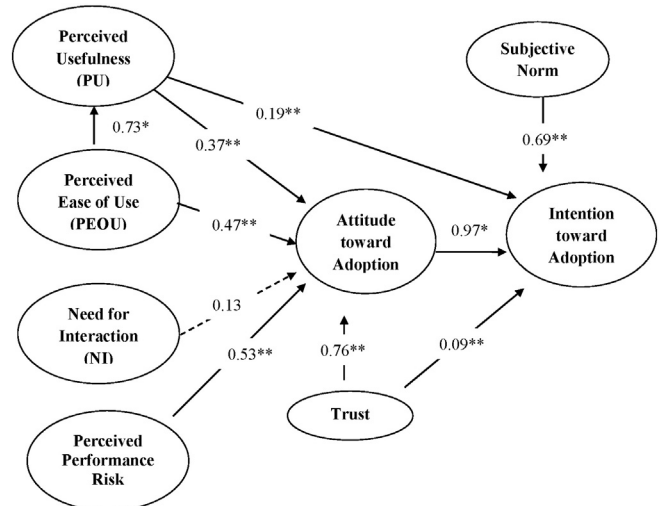 Perceived
Usefulness
(PU)
Subjective
Norm
0.19**
0.73*
0.37**
0.69**
Perceived
Ease of Use
(PEOU)
0.47**
Attitude
toward
Adoption
0.97*
Intention
toward
Adoption
Need for
Interaction
(NI)
0.13
0.53**
0.76**
0.09**
Trust
Perceived
Performance
Risk